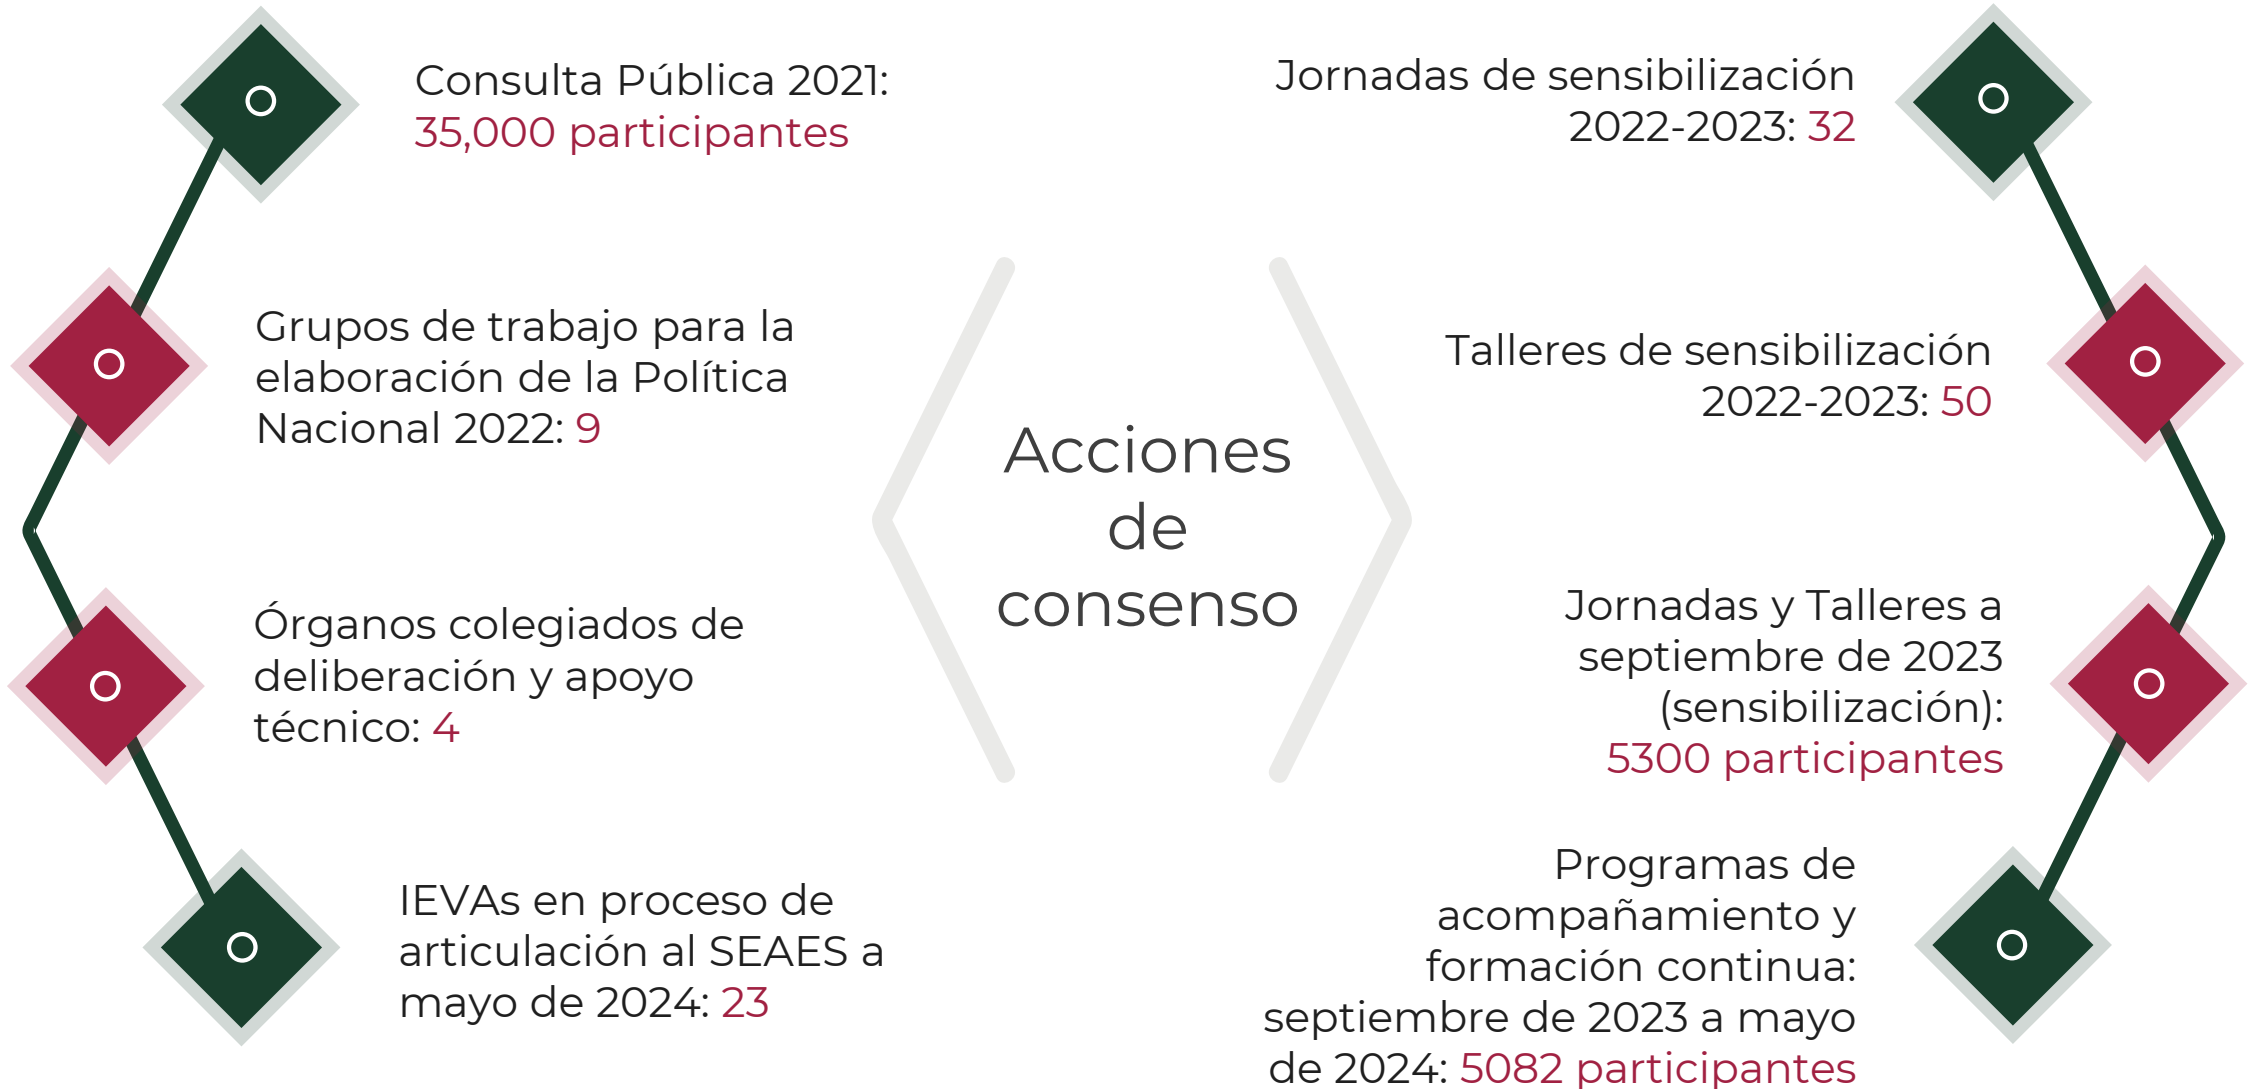 Consulta Pública 2021:
35,000 participantes
Grupos de trabajo para la
elaboración de la Política
Nacional 2022: 9
Órganos colegiados de
deliberación y apoyo
técnico: 4
IEVAs en proceso de
articulación al SEAES a
mayo de 2024: 23
Acciones
de
consenso
Jornadas de sensibilización
2022-2023: 32
Talleres de sensibilización
2022-2023: 50
Jornadas y Talleres a
septiembre de 2023
(sensibilización):
5300 participantes
Programas de
acompañamiento y
formación continua:
septiembre de 2023 a mayo
de 2024: 5082 participantes